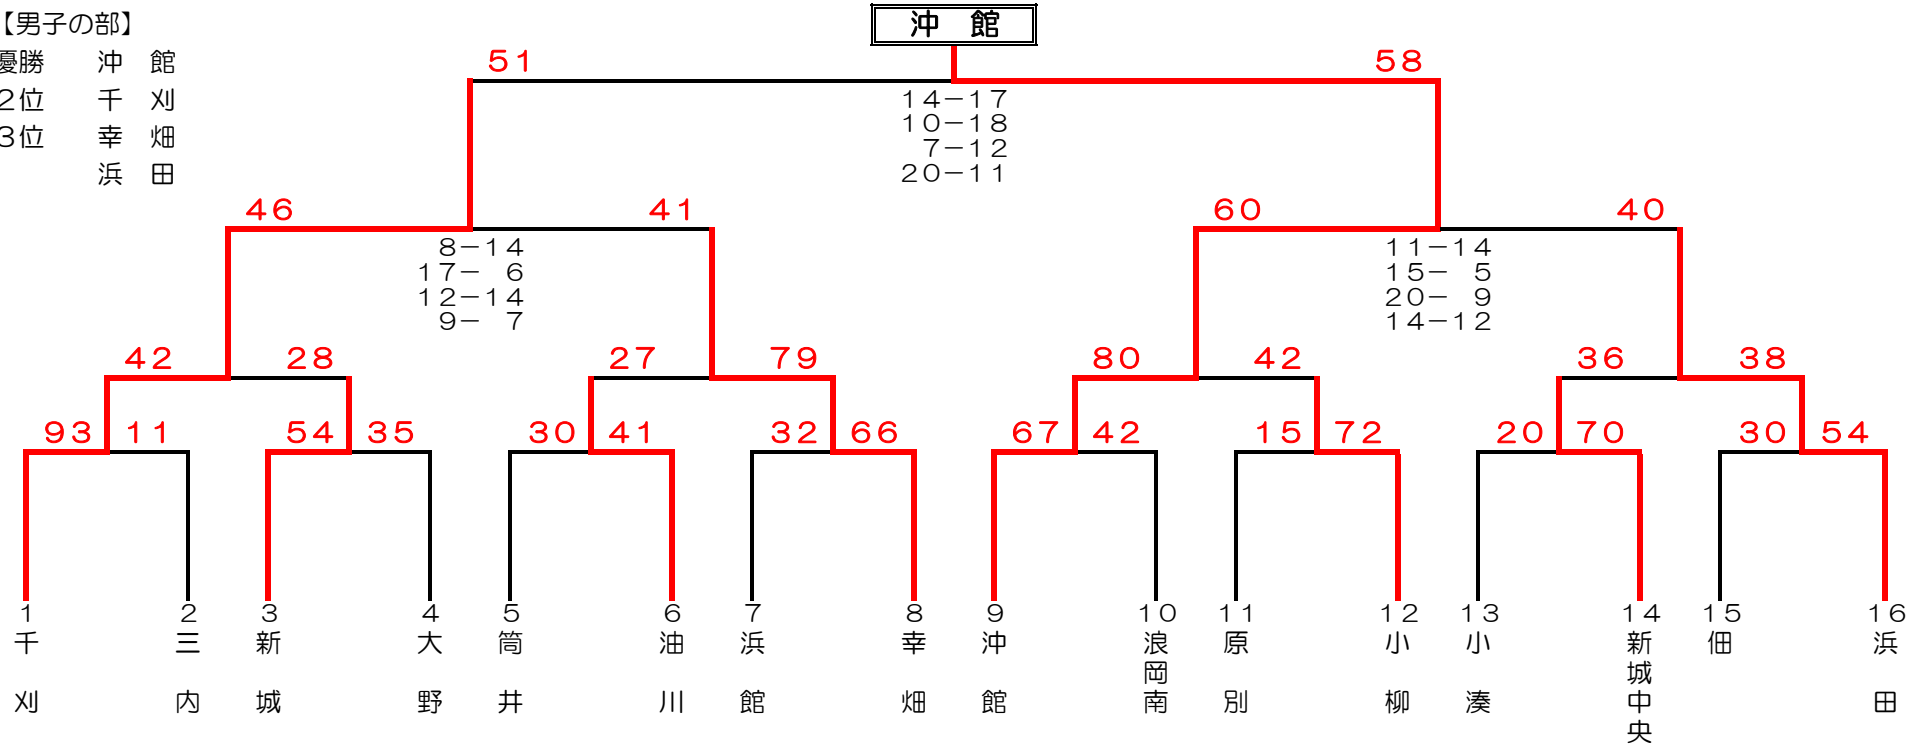 【男子の部】
優勝　沖　館
2位　千　刈
3位　幸　畑
浜　田
沖　館
51　58
14－17
10－18
7－12
20－11
46　41　60　40
8－14　11－14
17－ 6　15－ 5
12－14　20－ 9
9－ 7　14－12
42　28　27　79　80　42　36　38
93　11　54　35　30　41　32　66　67　42　15　72　20　70　30　54
1　2　3　4　5　6　7　8　9　10　11　12　13　14　15　16
千刈　三内　新城　大野　筒井　油川　浜館　幸畑　沖館　浪岡南　原別　小柳　小湊　新城中央　佃　浜田